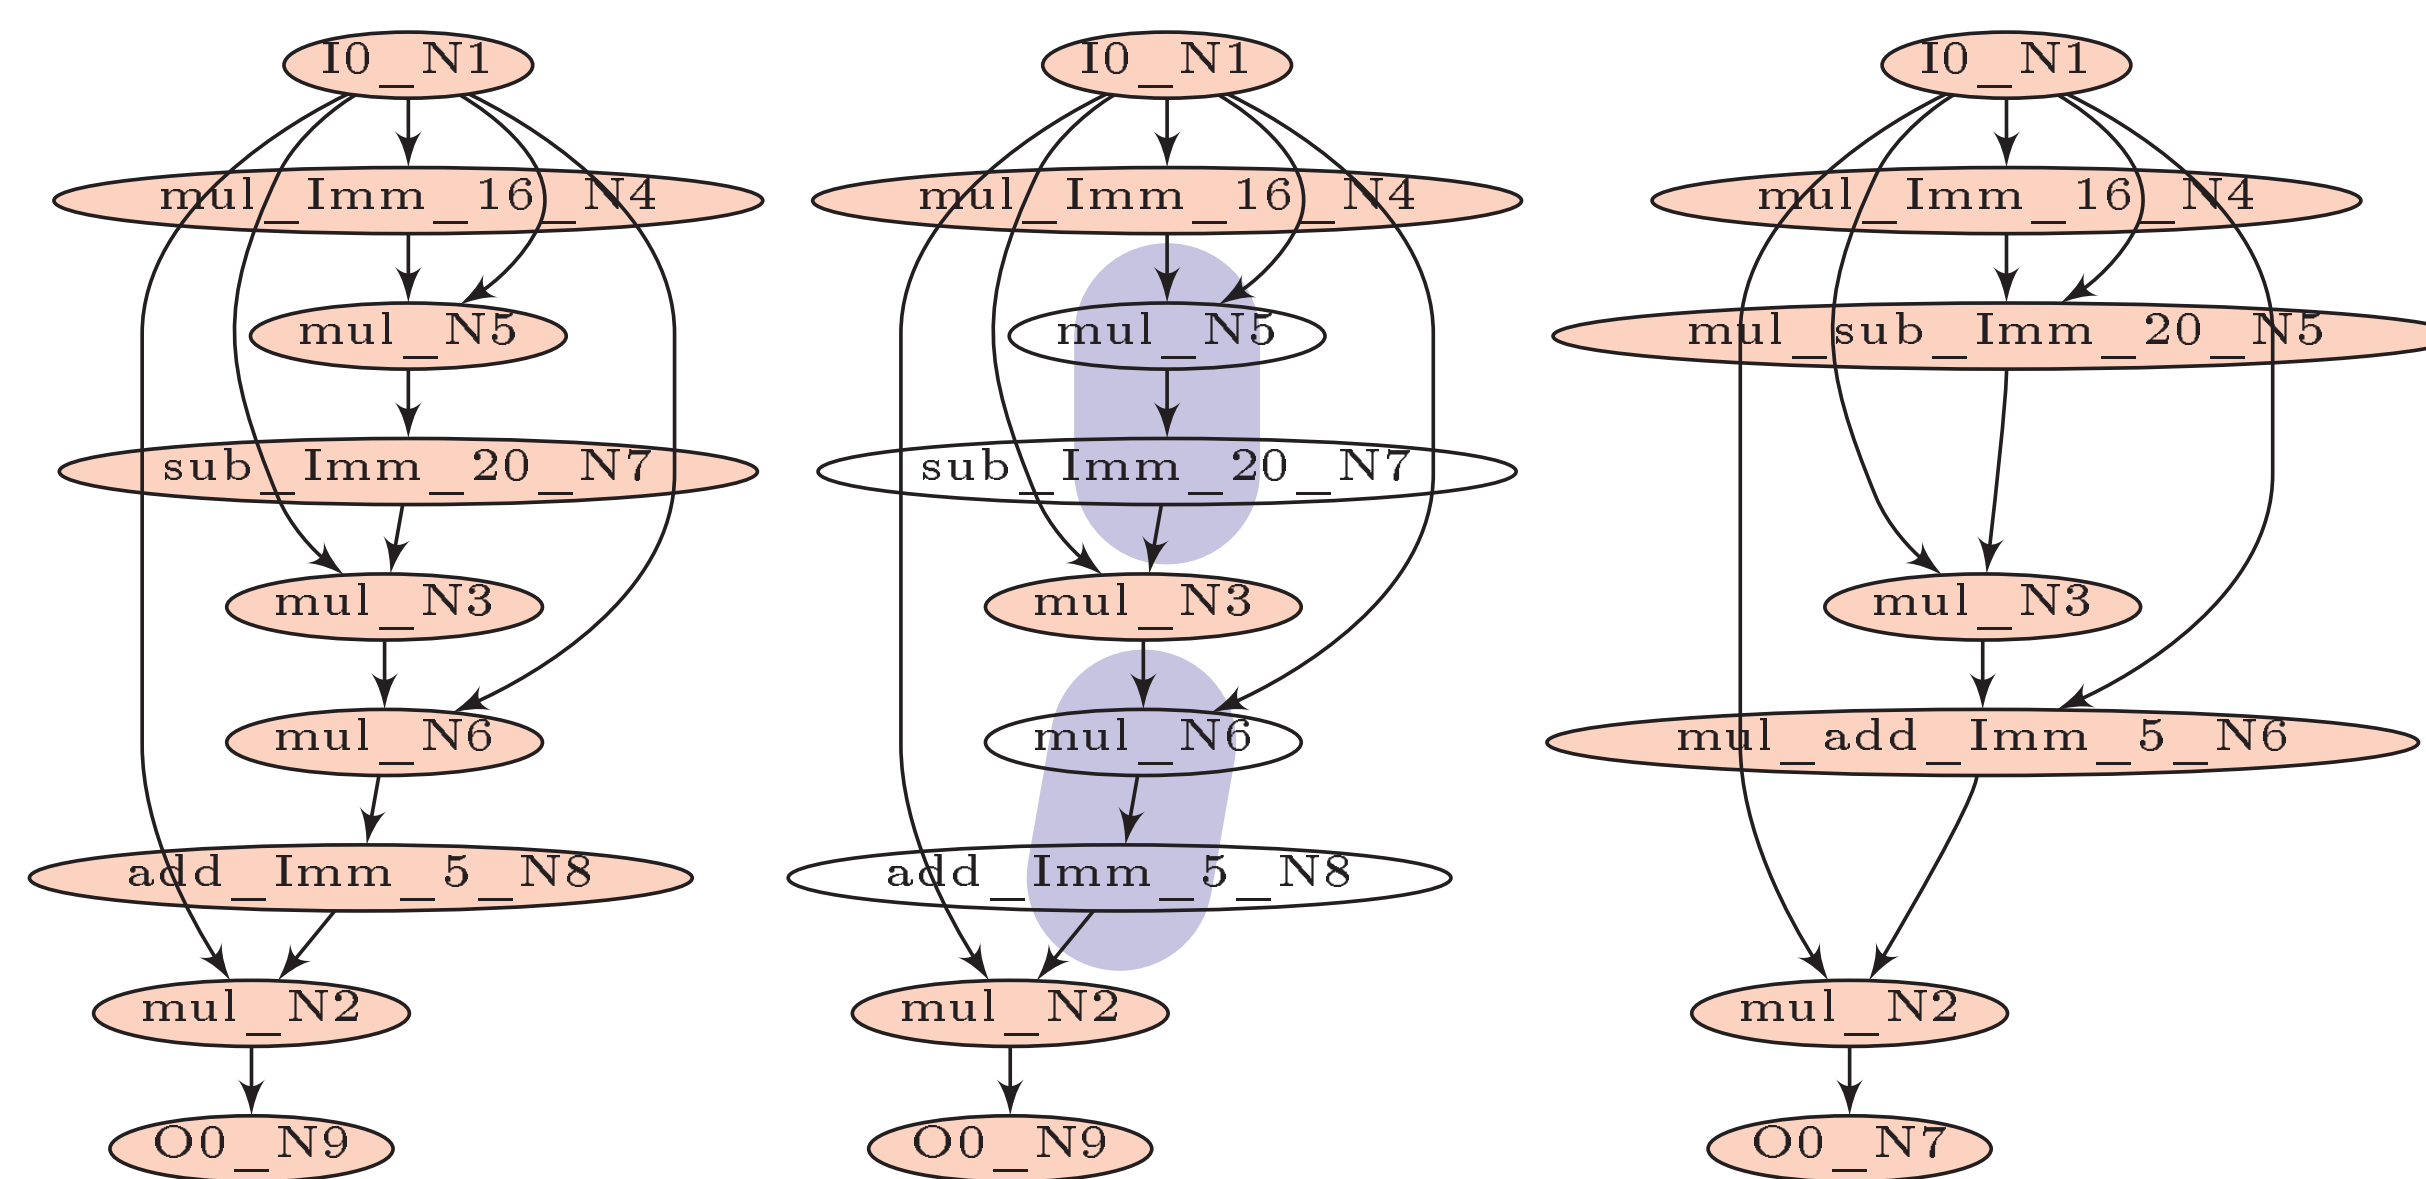 I0_N1
mul_Imm_16_N4
mul_N5
sub_Imm_20_N7
mul_N3
mul_N6
add_Imm_5_N8
mul_N2
O0_N9
I0_N1
mul_Imm_16_N4
mul_N5
sub_Imm_20_N7
mul_N3
mul_N6
add_Imm_5_N8
mul_N2
O0_N9
I0_N1
mul_Imm_16_N4
mul_sub_Imm_20_N5
mul_N3
mul_add_Imm_5_N6
mul_N2
O0_N7